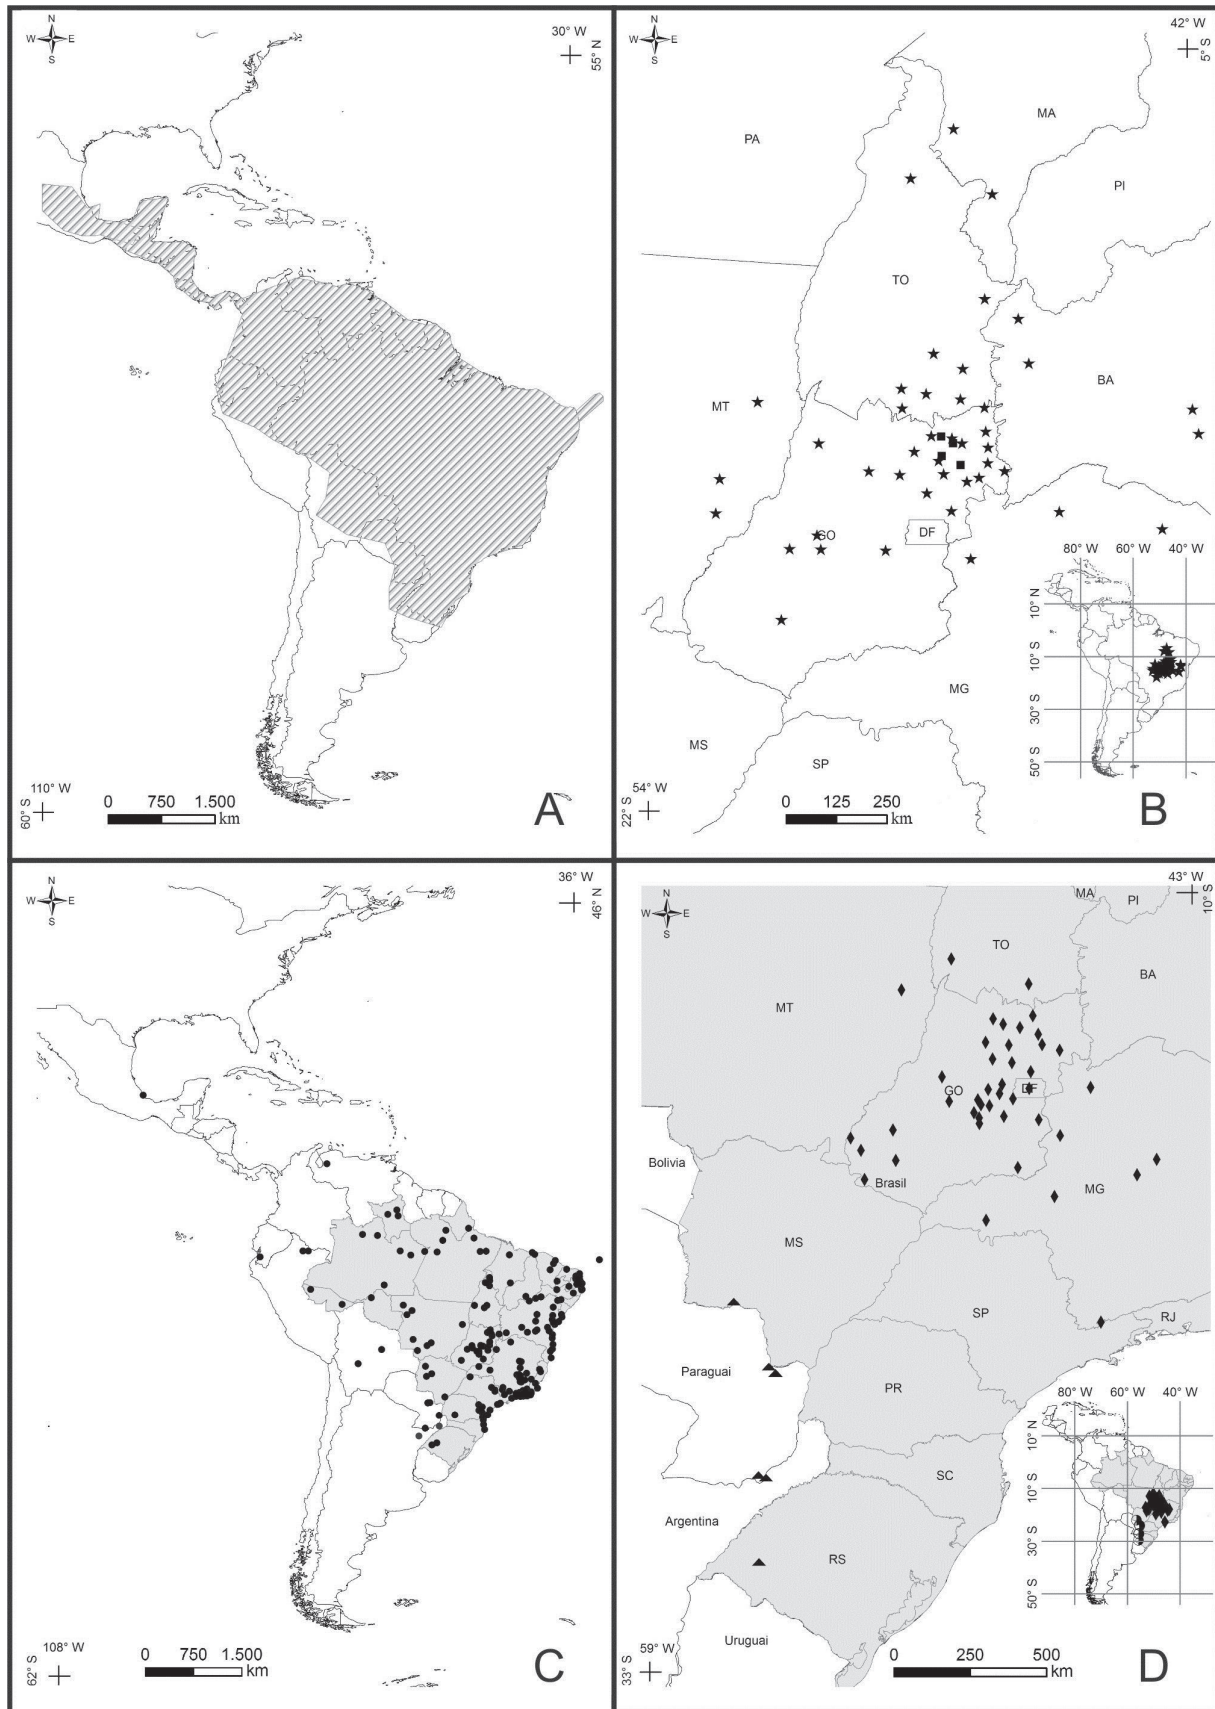 N
W E
S
30° W
55° N
110° W
60° S
0 750 1.500
km
A
N
W E
S
42° W
5° S
MA
PA
PI
TO
BA
MT
GO
DF
MG
MS
SP
80° W 60° W 40° W
10° N
10° S
30° S
50° S
54° W
22° S
0 125 250
km
B
N
W E
S
36° W
46° N
108° W
62° S
0 750 1.500
km
C
N
W E
S
MA
43° W
10° S
PI
TO
BA
MT
GO
DF
Bolivia
Brasil
MG
MS
SP
RJ
Paraguai
PR
SC
Argentina
RS
Uruguai
80° W 60° W 40° W
10° N
10° S
30° S
50° S
59° W
33° S
0 250 500
km
D